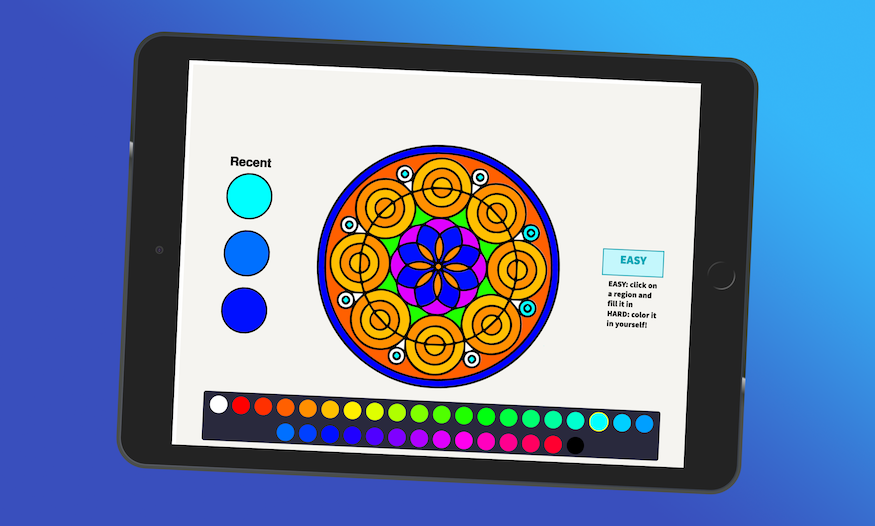 Recent
EASY
EASY: click on
a region and
fill it in
HARD: color it
in yourself!